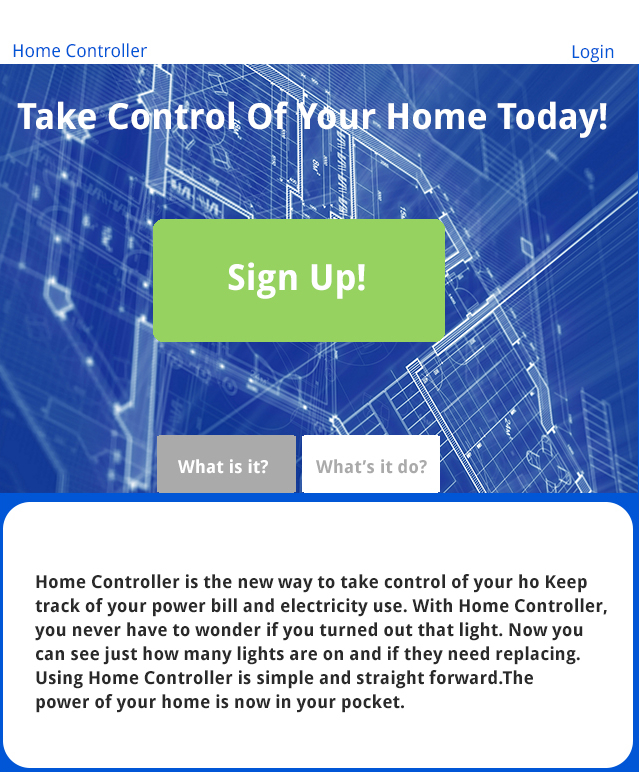 Home Controller
Login
Take Control Of Your Home Today!
Sign Up!
What is it?
What's it do?
Home Controller is the new way to take control of your ho Keep
track of your power bill and electricity use. With Home Controller,
you never have to wonder if you turned out that light. Now you
can see just how many lights are on and if they need replacing.
Using Home Controller is simple and straight forward.The
power of your home is now in your pocket.